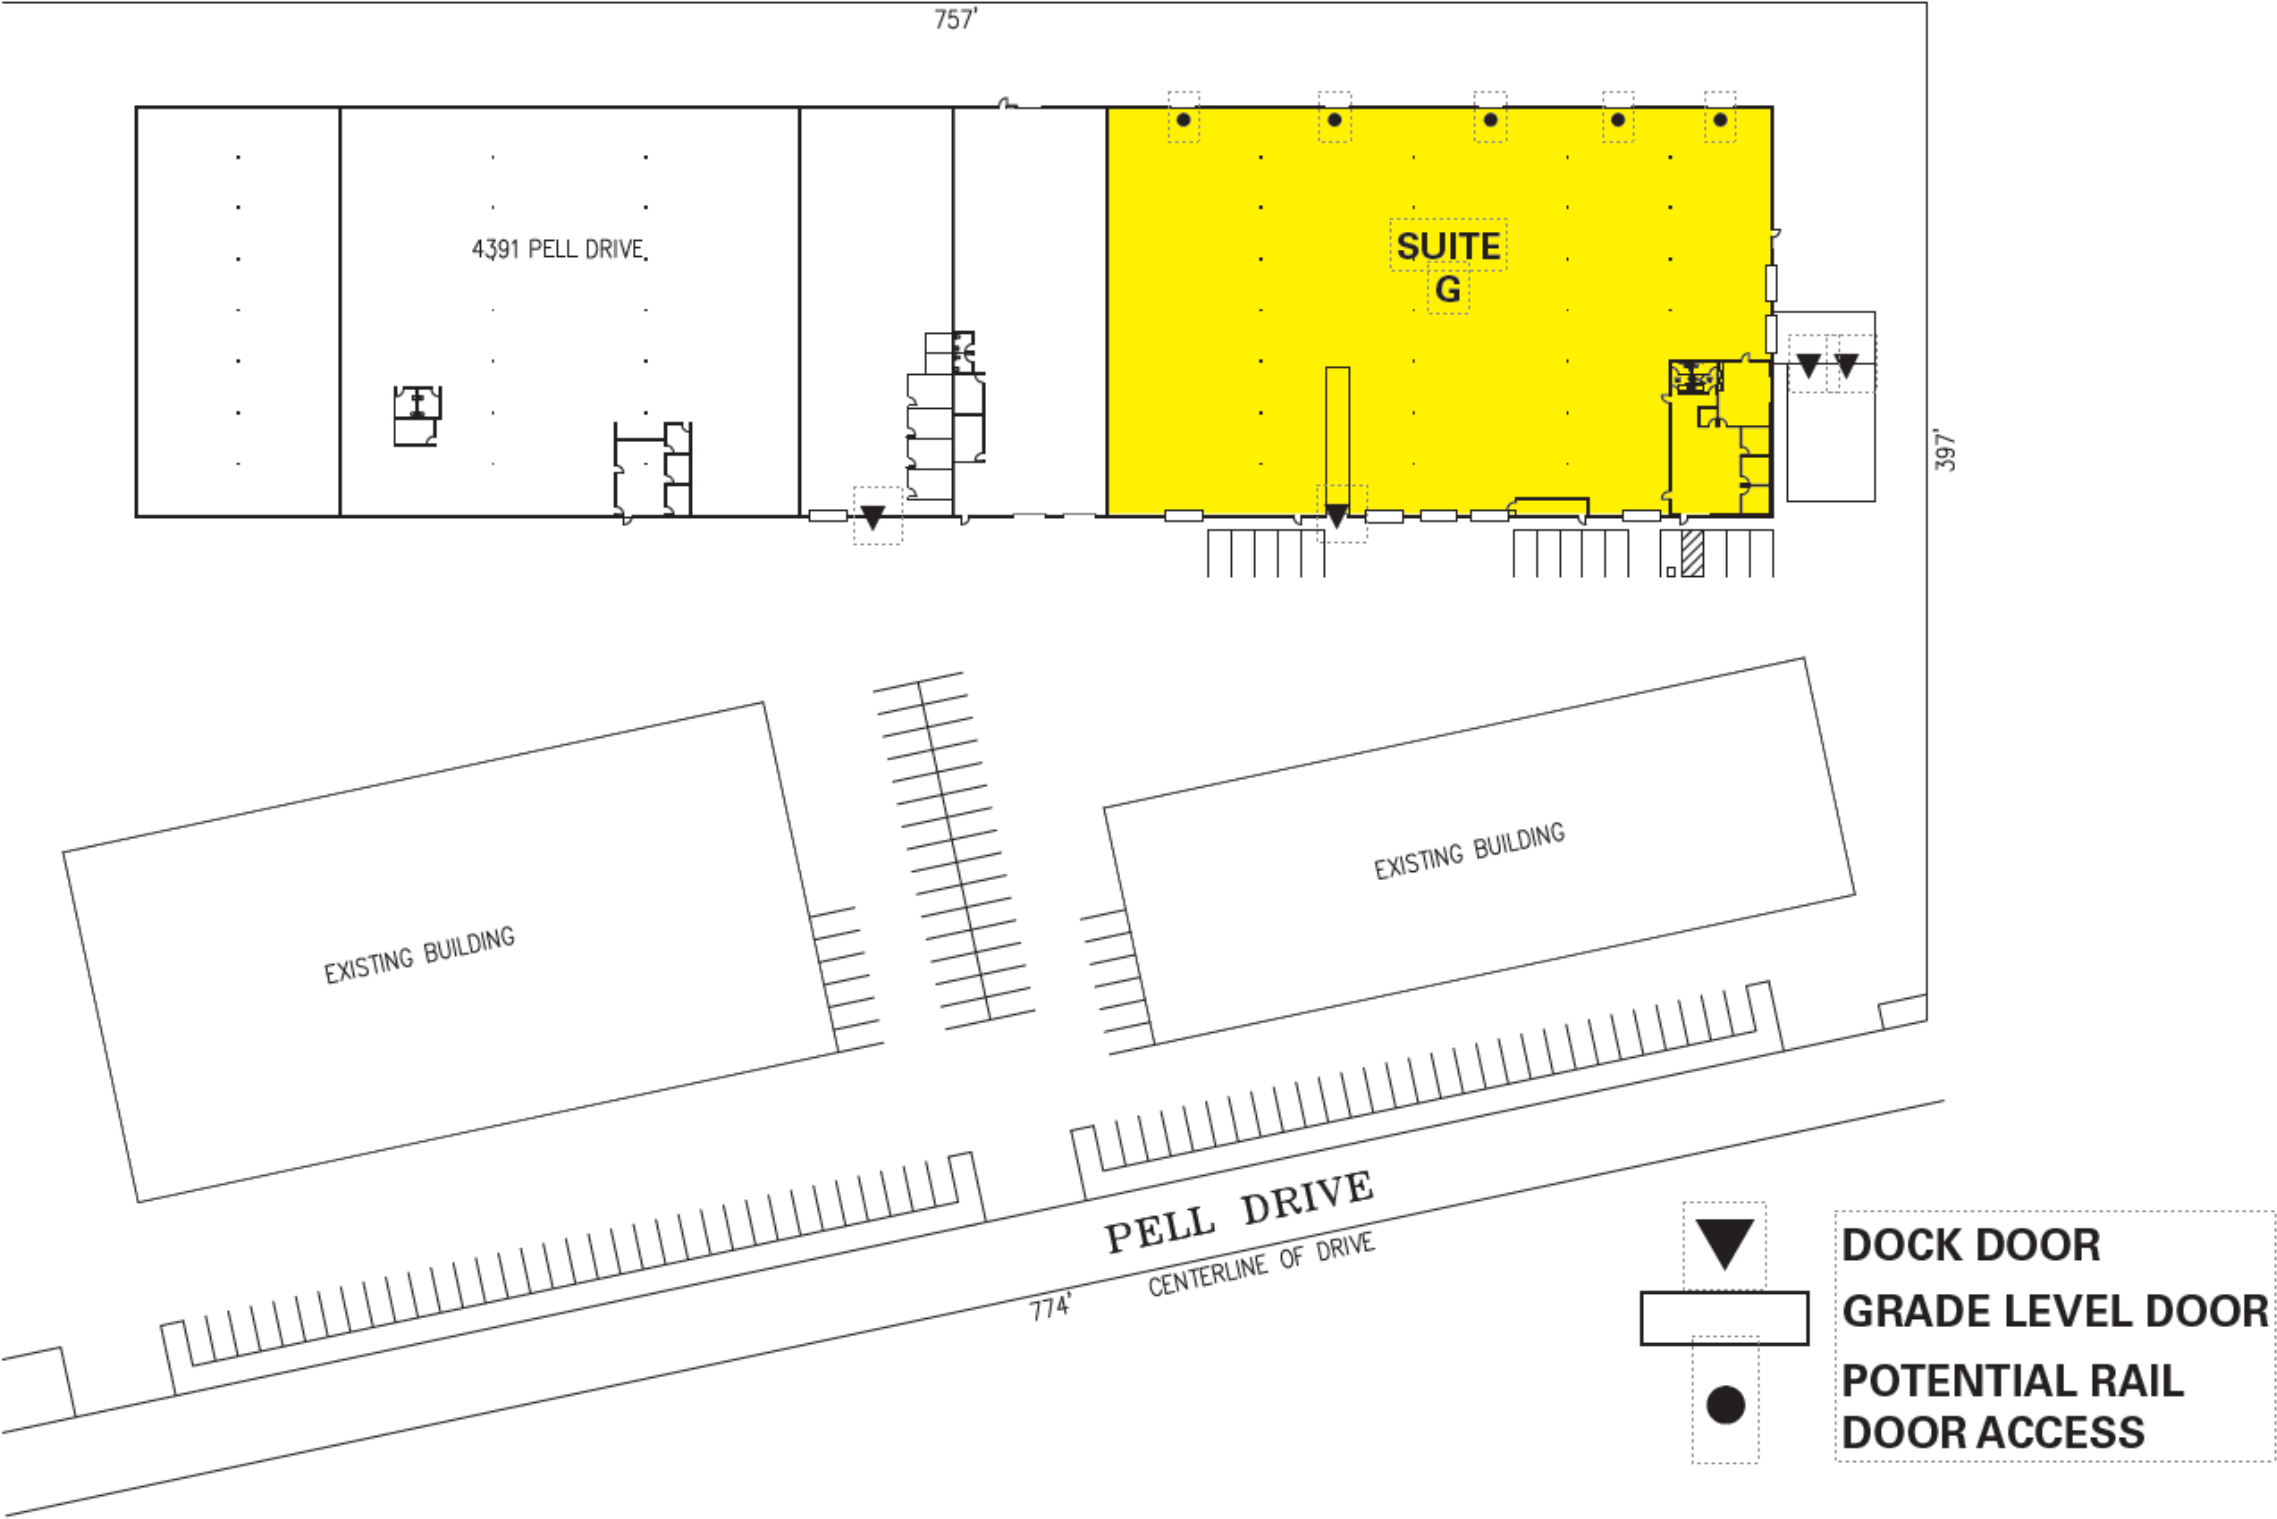 757'
4391 PELL DRIVE
SUITE
G
397'
EXISTING BUILDING
EXISTING BUILDING
PELL DRIVE
CENTERLINE OF DRIVE
774'
DOCK DOOR
GRADE LEVEL DOOR
POTENTIAL RAIL
DOOR ACCESS